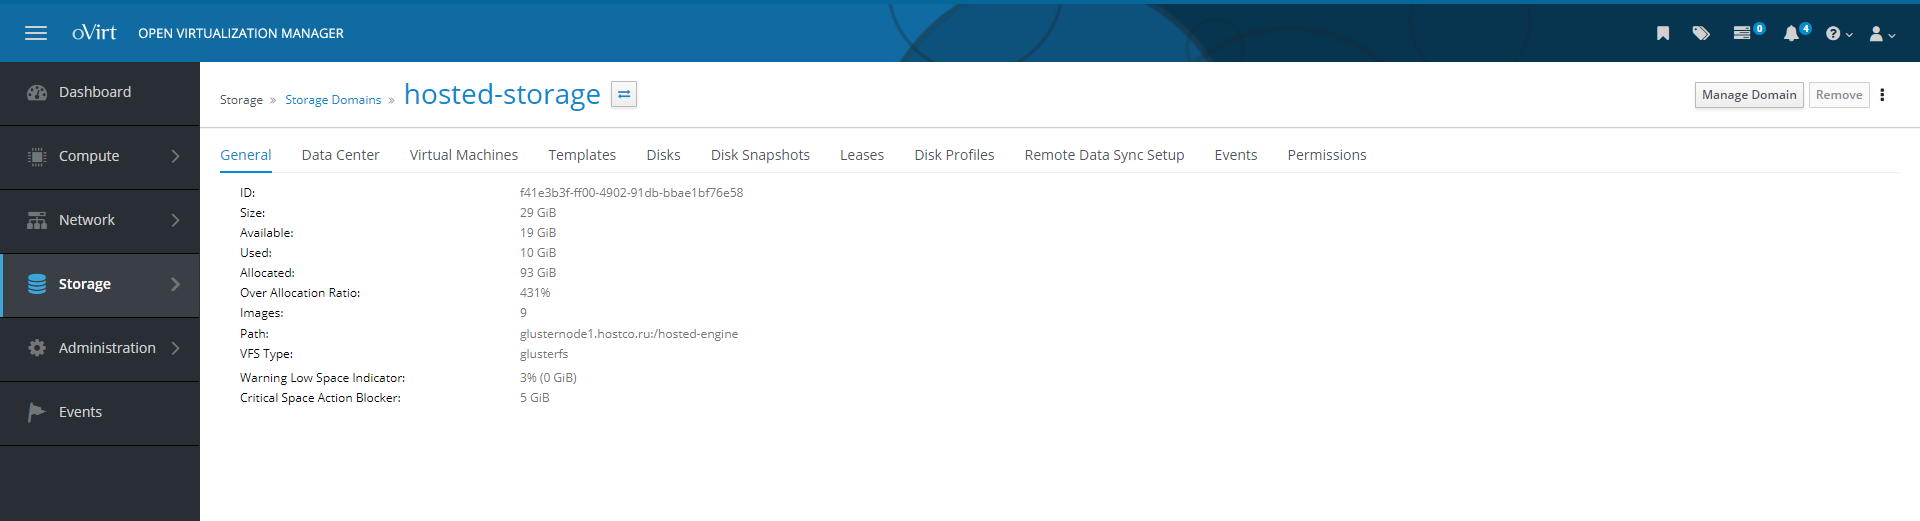 oVirt OPEN VIRTUALIZATION MANAGER 0 4
Dashboard
Compute
Network
Storage
Administration
Events
Storage » Storage Domains » hosted-storage
Manage Domain Remove
General Data Center Virtual Machines Templates Disks Disk Snapshots Leases Disk Profiles Remote Data Sync Setup Events Permissions
ID: f41e3b3f-ff00-4902-91db-bbae1bf76e58
Size: 29 GiB
Available: 19 GiB
Used: 10 GiB
Allocated: 93 GiB
Over Allocation Ratio: 431%
Images: 9
Path: glusternode1.hostco.ru:/hosted-engine
VFS Type: glusterfs
Warning Low Space Indicator: 3% (0 GiB)
Critical Space Action Blocker: 5 GiB